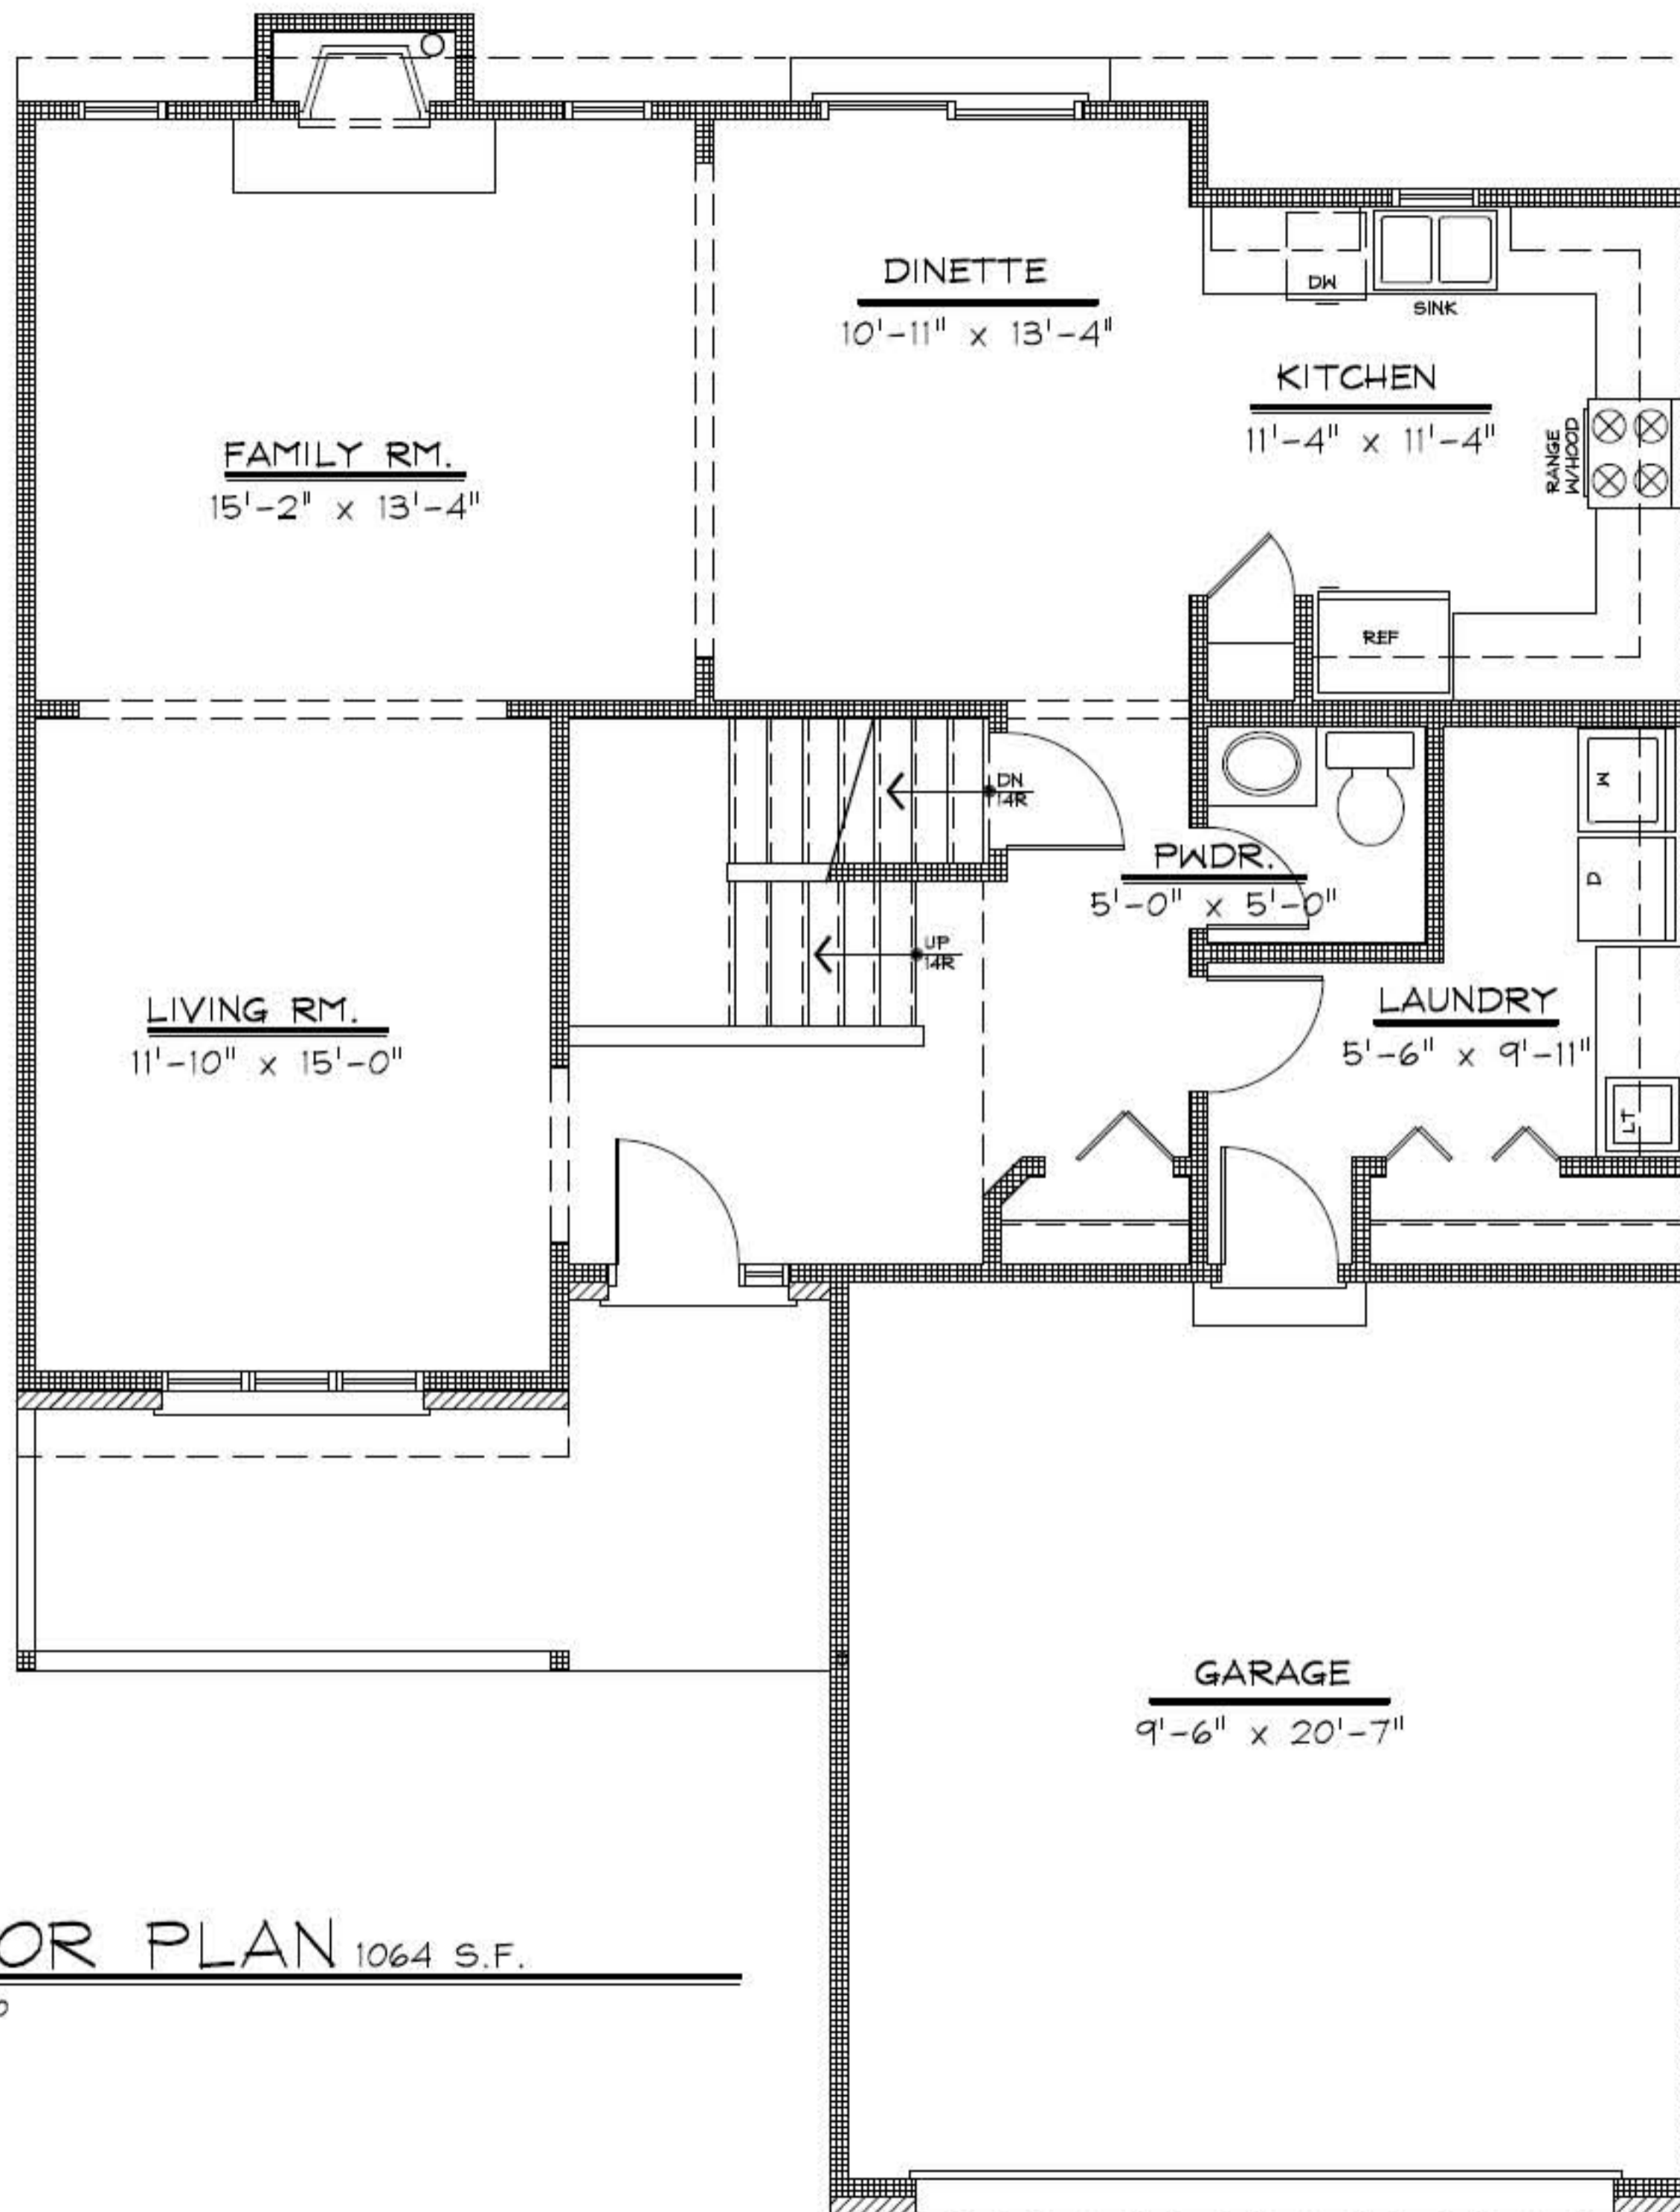 DINETTE
10'-11" x 13'-4"
DW
SINK
KITCHEN
11'-4" x 11'-4"
RANGE
W/HOOD
FAMILY RM.
15'-2" x 13'-4"
REF
DN
14R
W
D
PWDR.
5'-0" x 5'-0"
UP
14R
LIVING RM.
11'-10" x 15'-0"
LAUNDRY
5'-6" x 9'-11"
LT
GARAGE
9'-6" x 20'-7"
OR PLAN 1064 S.F.